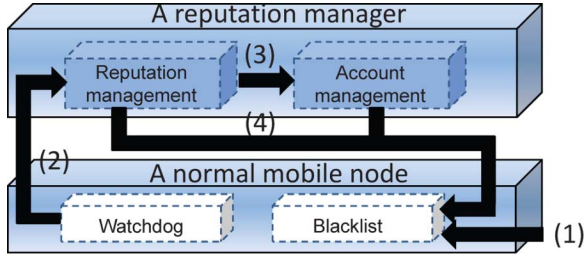 A reputation manager
Reputation
management
(3)
Account
management
(4)
(2)
A normal mobile node
Watchdog
Blacklist
(1)